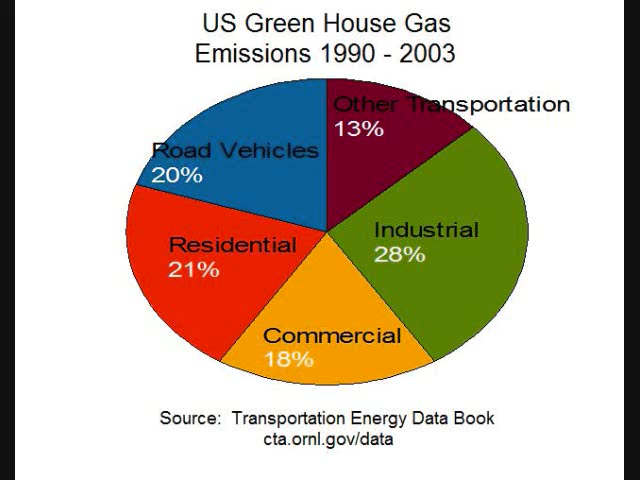 US Green House Gas
Emissions 1990 - 2003
Other Transportation
13%
Road Vehicles
20%
Industrial
28%
Residential
21%
Commercial
18%
Source:  Transportation Energy Data Book
cta.ornl.gov/data